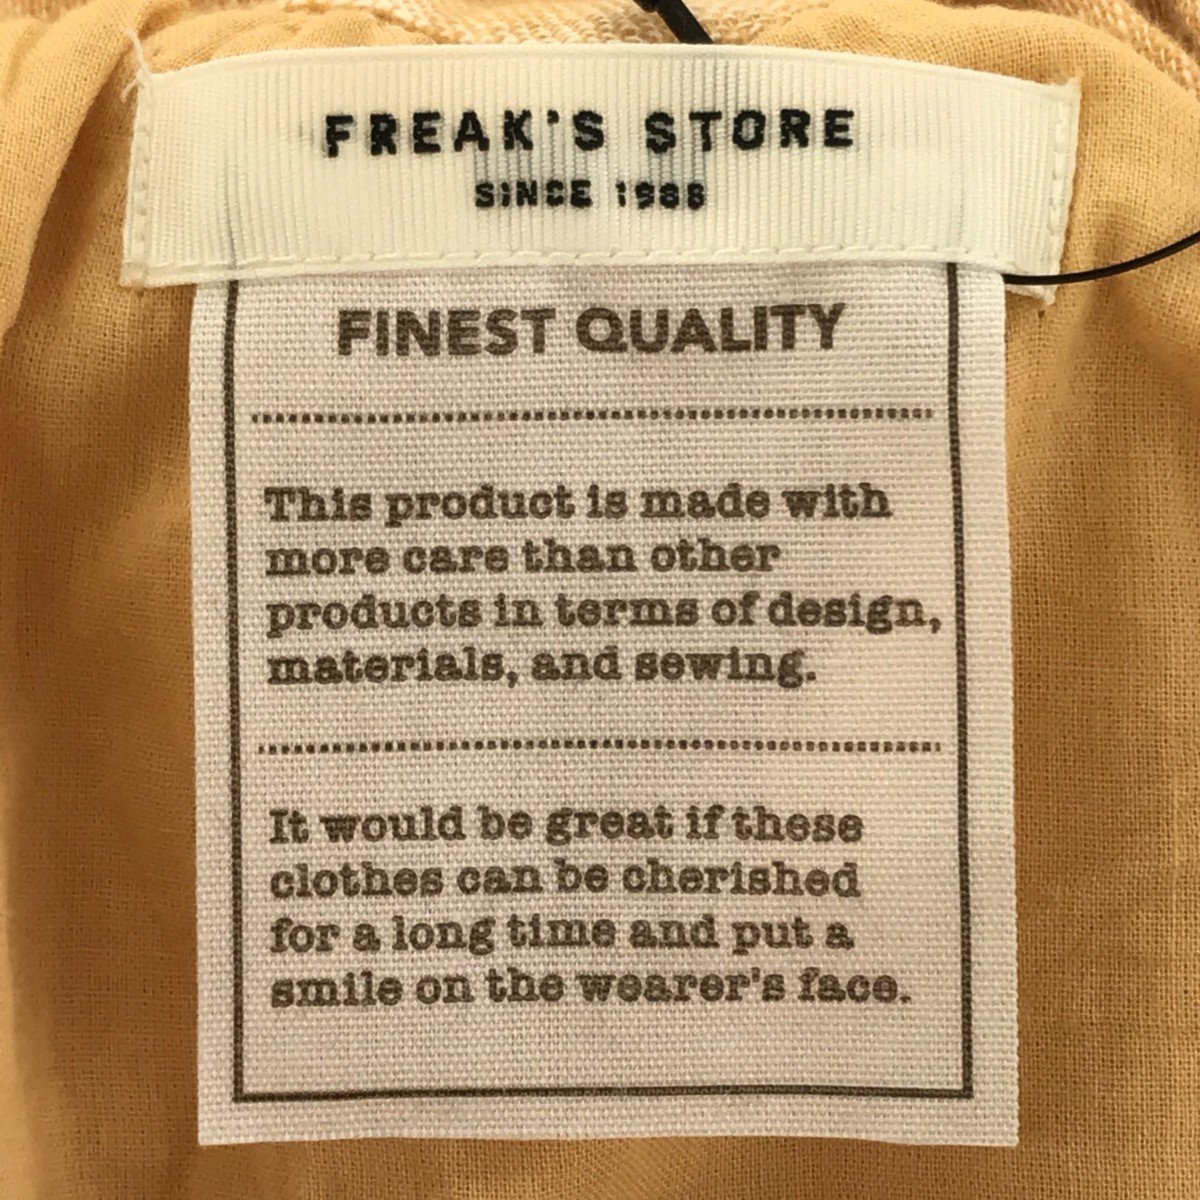 FREAK'S STORE
SINCE 1986
FINEST QUALITY
This product is made with
more care than other
products in terms of design,
materials, and sewing.
It would be great if these
clothes can be cherished
for a long time and put a
smile on the wearer's face.